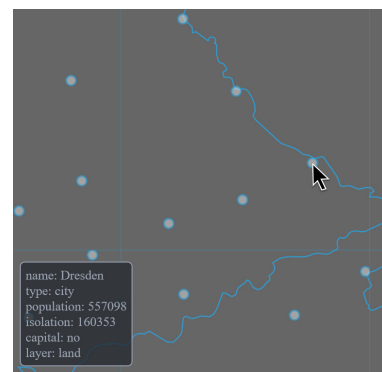 name: Dresden
type: city
population: 557098
isolation: 160353
capital: no
layer: land